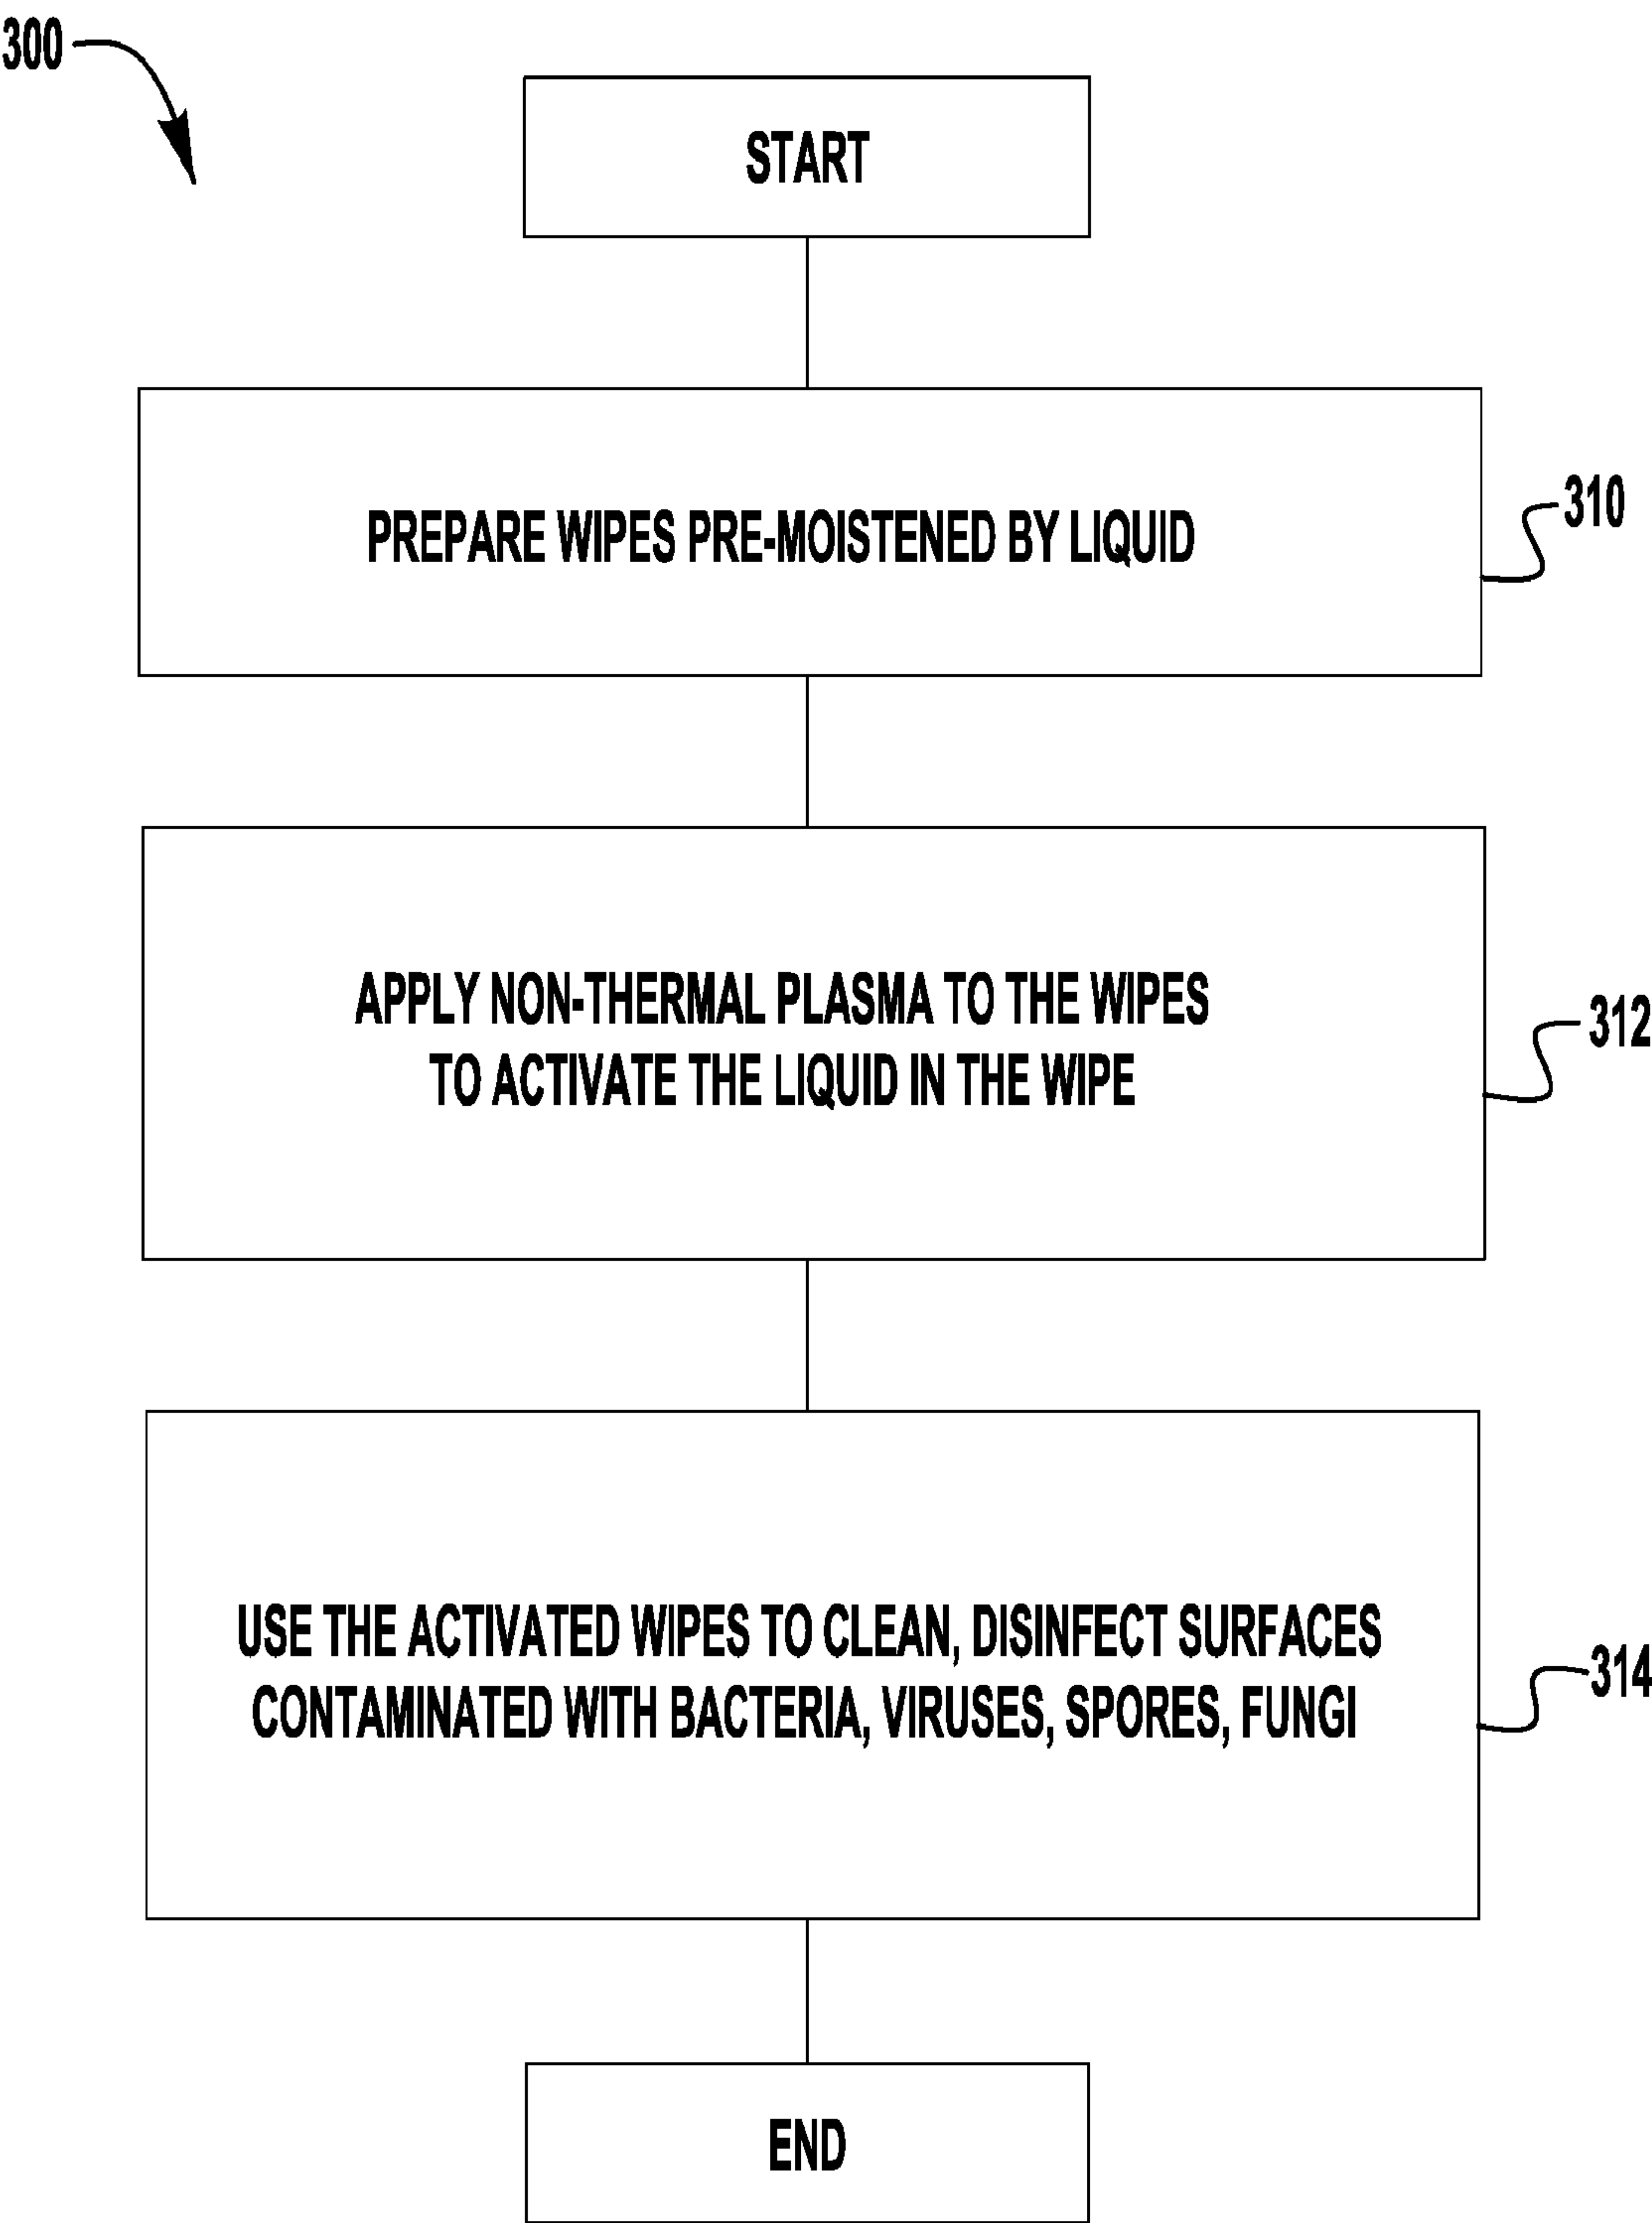 300
START
PREPARE WIPES PRE-MOISTENED BY LIQUID
310
APPLY NON-THERMAL PLASMA TO THE WIPES
TO ACTIVATE THE LIQUID IN THE WIPE
312
USE THE ACTIVATED WIPES TO CLEAN, DISINFECT SURFACES
CONTAMINATED WITH BACTERIA, VIRUSES, SPORES, FUNGI
314
END